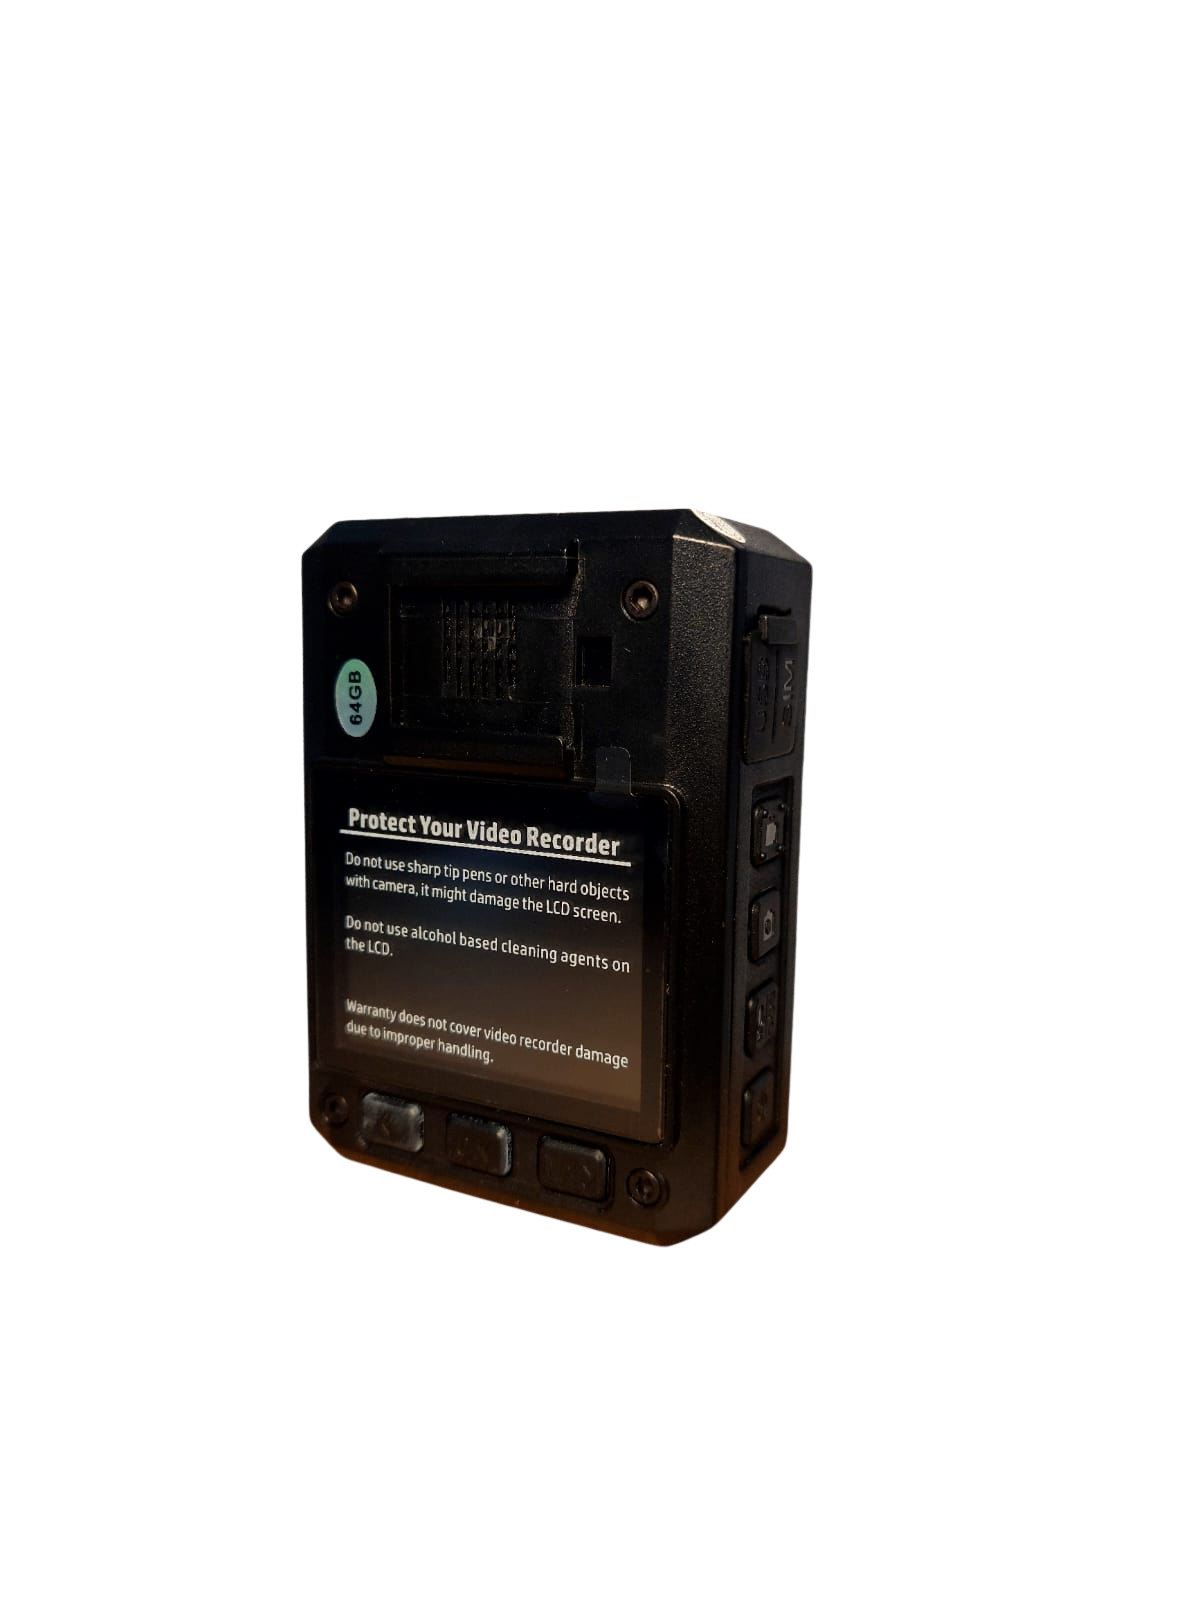 64GB
USB
SIM
Protect Your Video Recorder
Do not use sharp tip pens or other hard objects
with camera, it might damage the LCD screen.
Do not use alcohol based cleaning agents on
the LCD.
Warranty does not cover video recorder damage
due to improper handling.